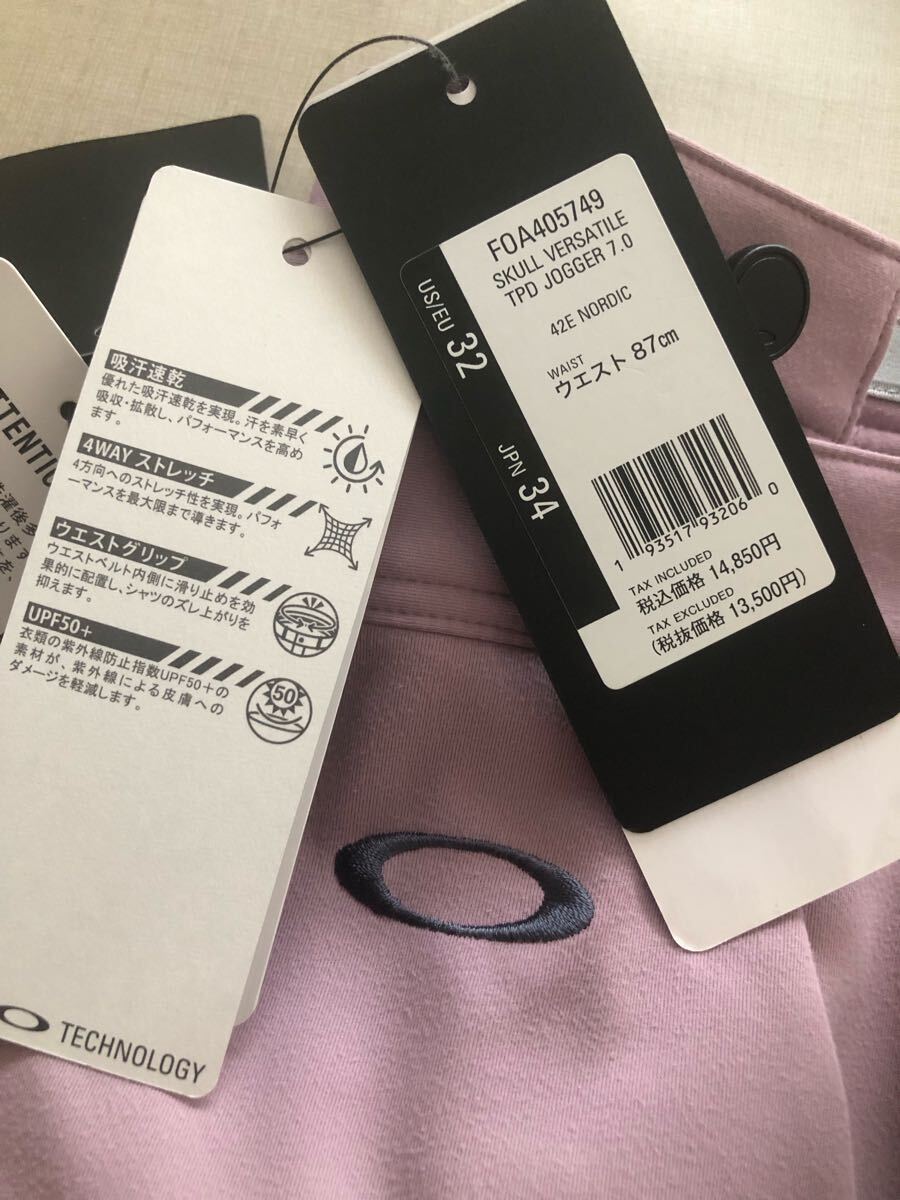 FOA405749
SKULL VERSATILE
TPD JOGGER 7.0
42E NORDIC
WAIST
ウエスト 87cm
US/EU 32
JPN 34
1 93517 93206 0
TAX INCLUDED
税込価格 14,850円
TAX EXCLUDED
(税抜価格 13,500円)
吸汗速乾
優れた吸汗速乾を実現。汗を素早く
吸収・拡散し、パフォーマンスを高め
ます。
4WAY ストレッチ
4方向へのストレッチ性を実現。パフォ
ーマンスを最大限まで導きます。
ウエストグリップ
ウエストベルト内側に滑り止めを効
果的に配置し、シャツのズレ上がりを
抑えます。
UPF50+
衣類の紫外線防止指数UPF50+の
素材が、紫外線による皮膚への
ダメージを軽減します。
50
TECHNOLOGY